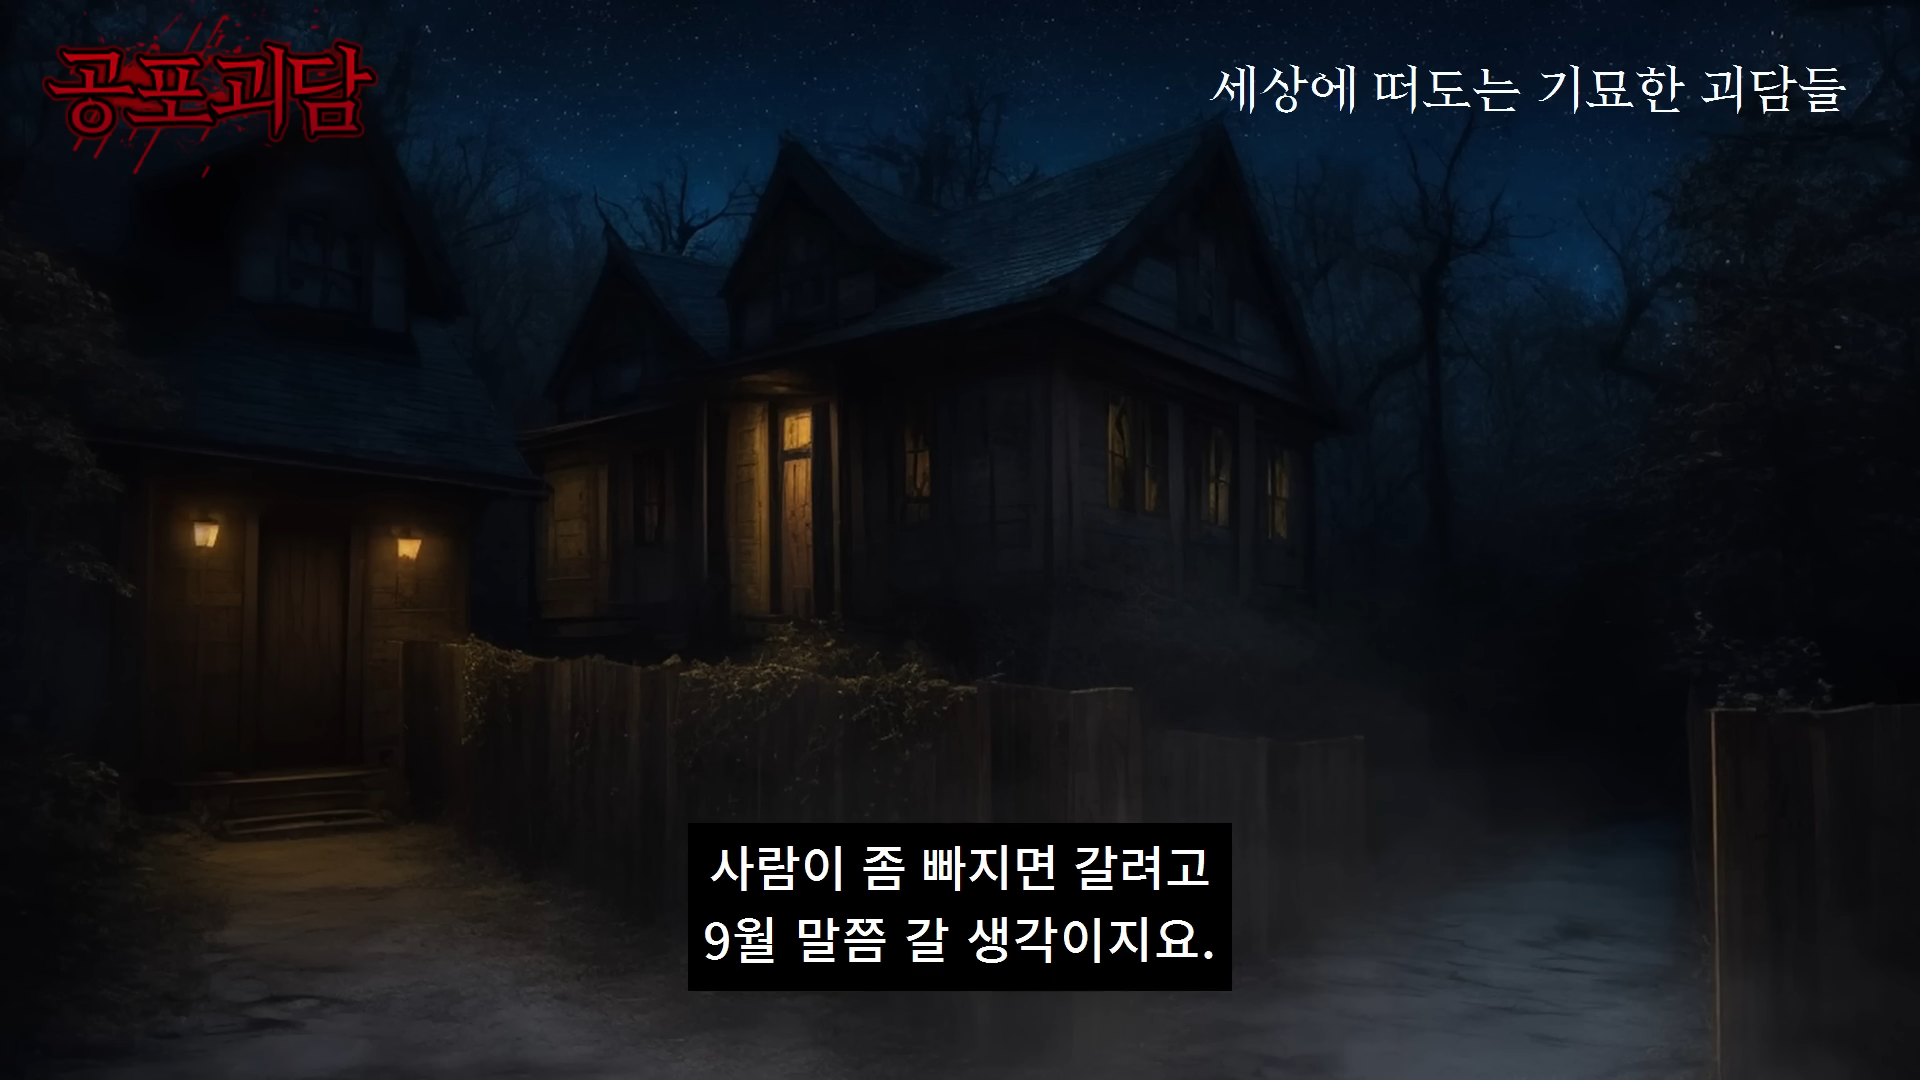 공포괴담
세상에 떠도는 기묘한 괴담들
사람이 좀 빠지면 갈려고
9월 말쯤 갈 생각이지요.